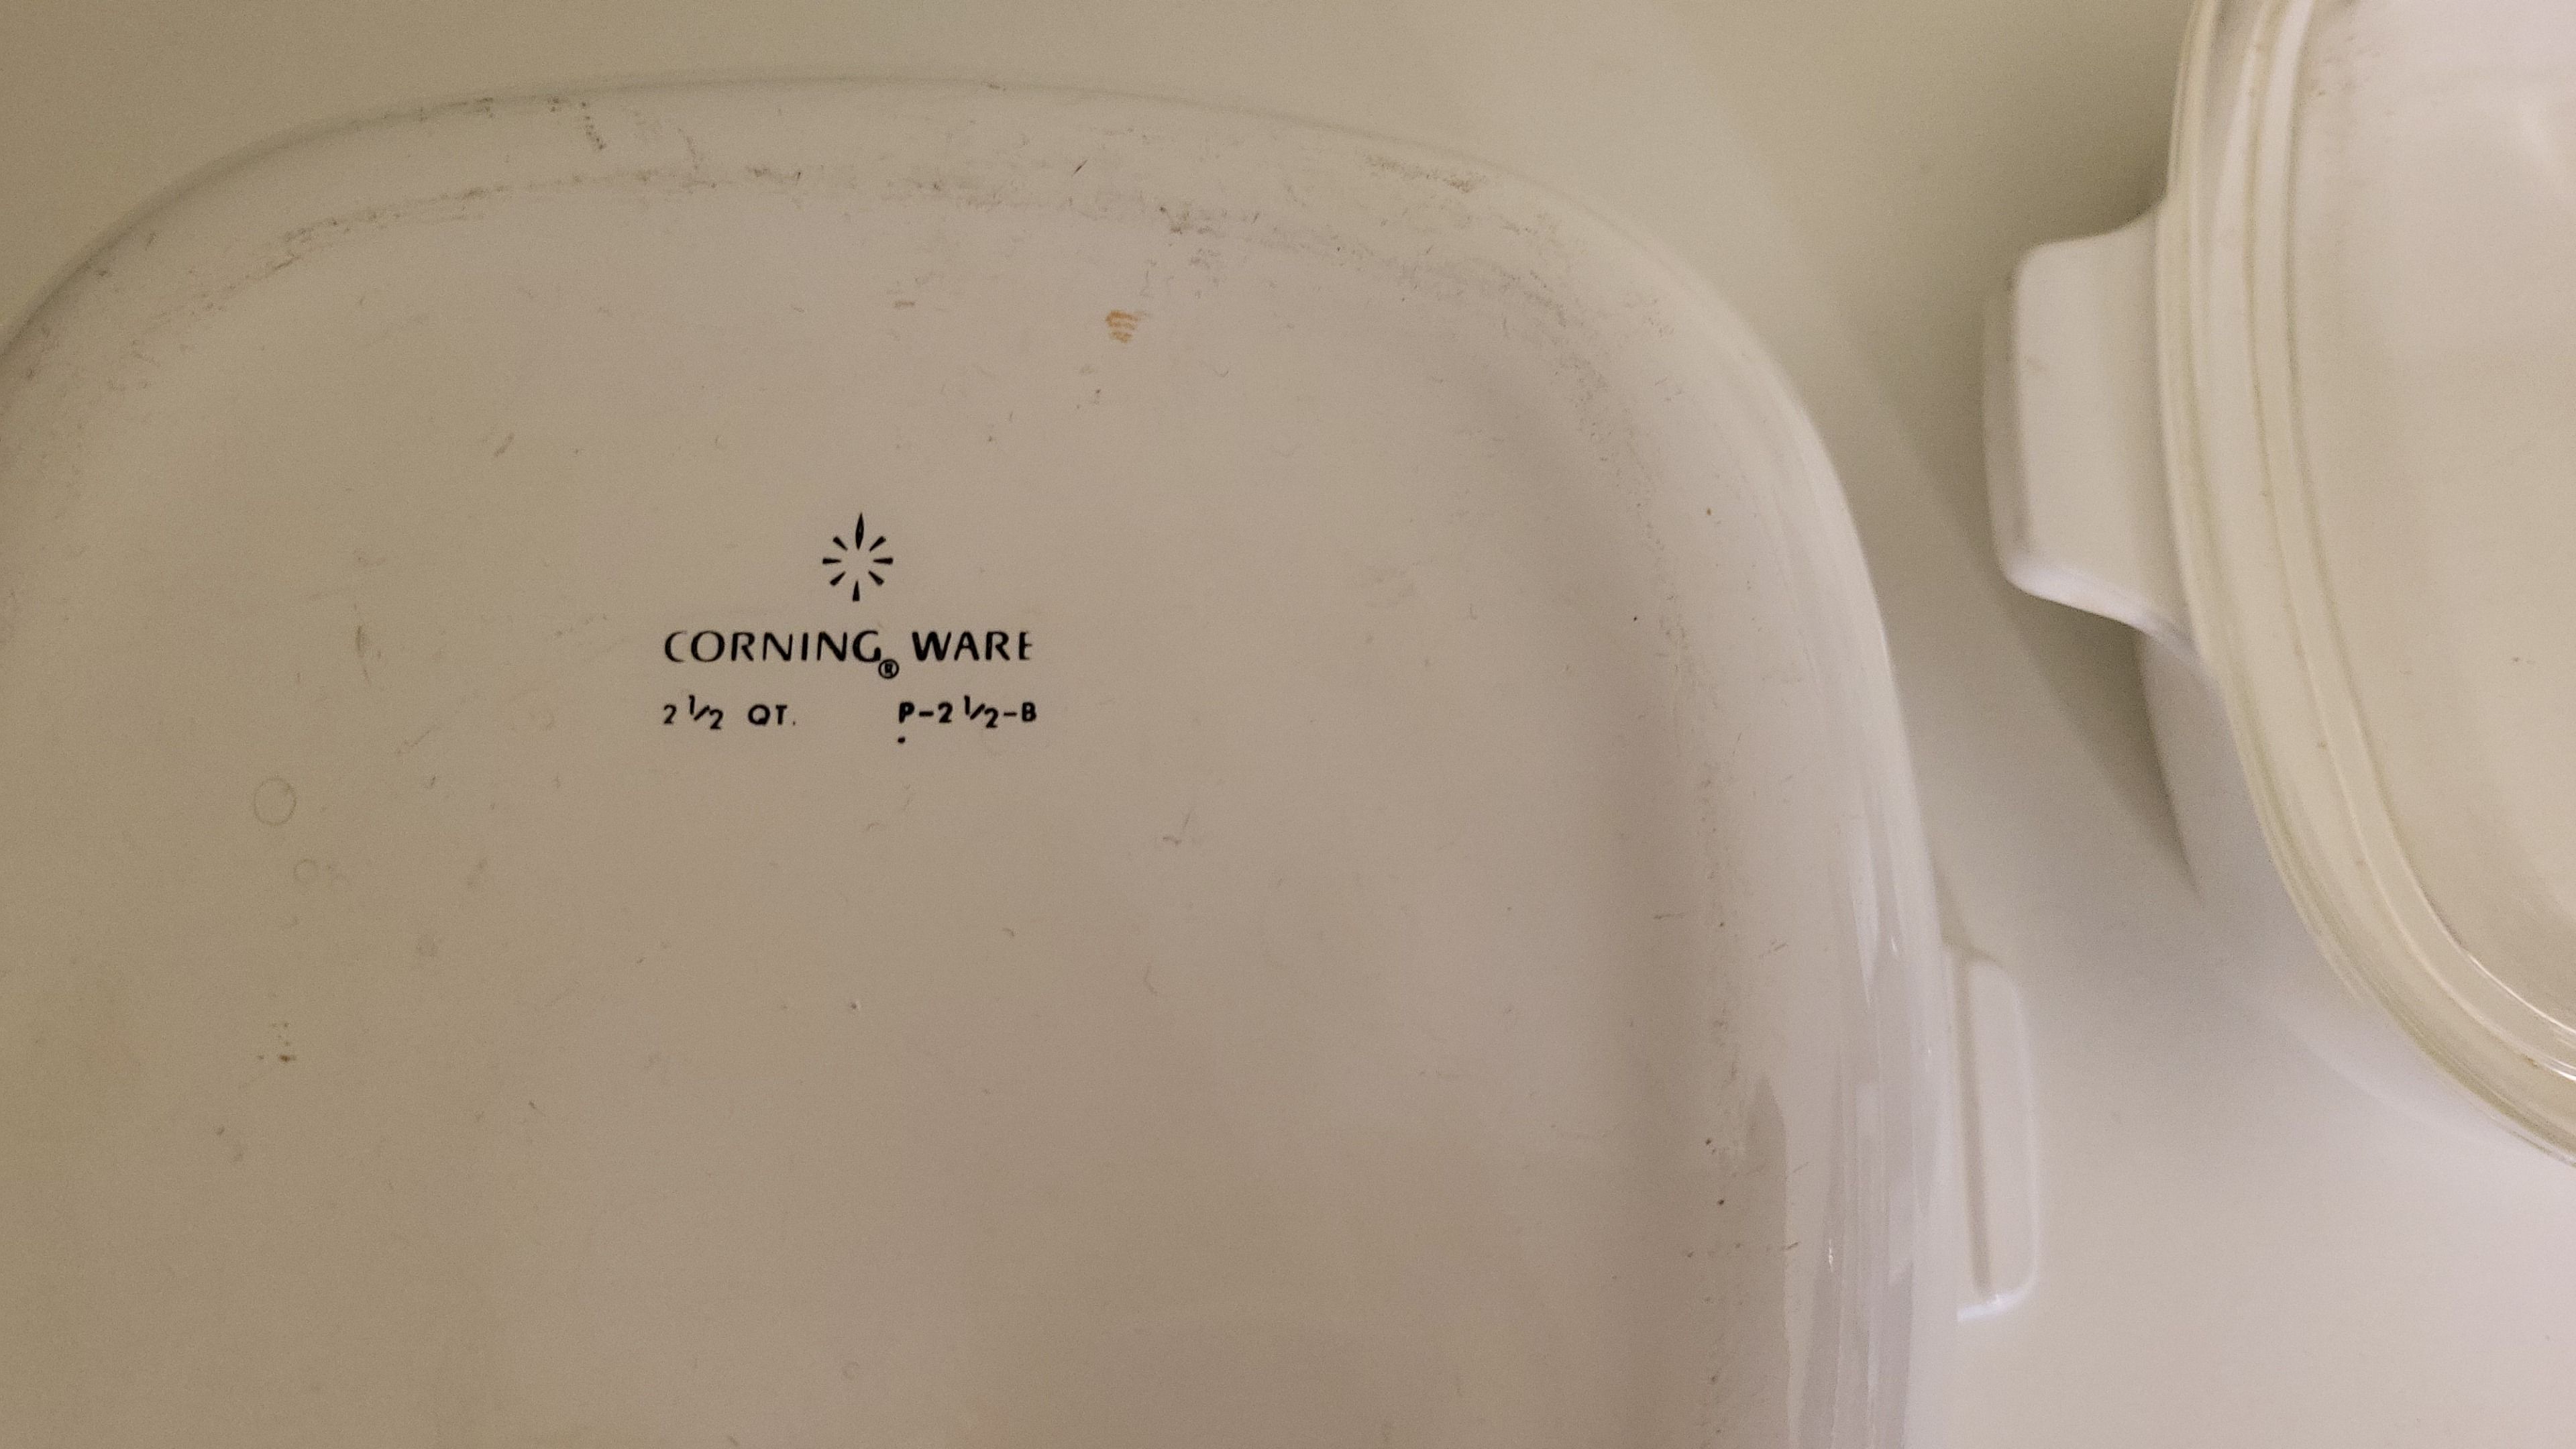 CORNING® WARE
2 1/2 QT. P-2 1/2-B